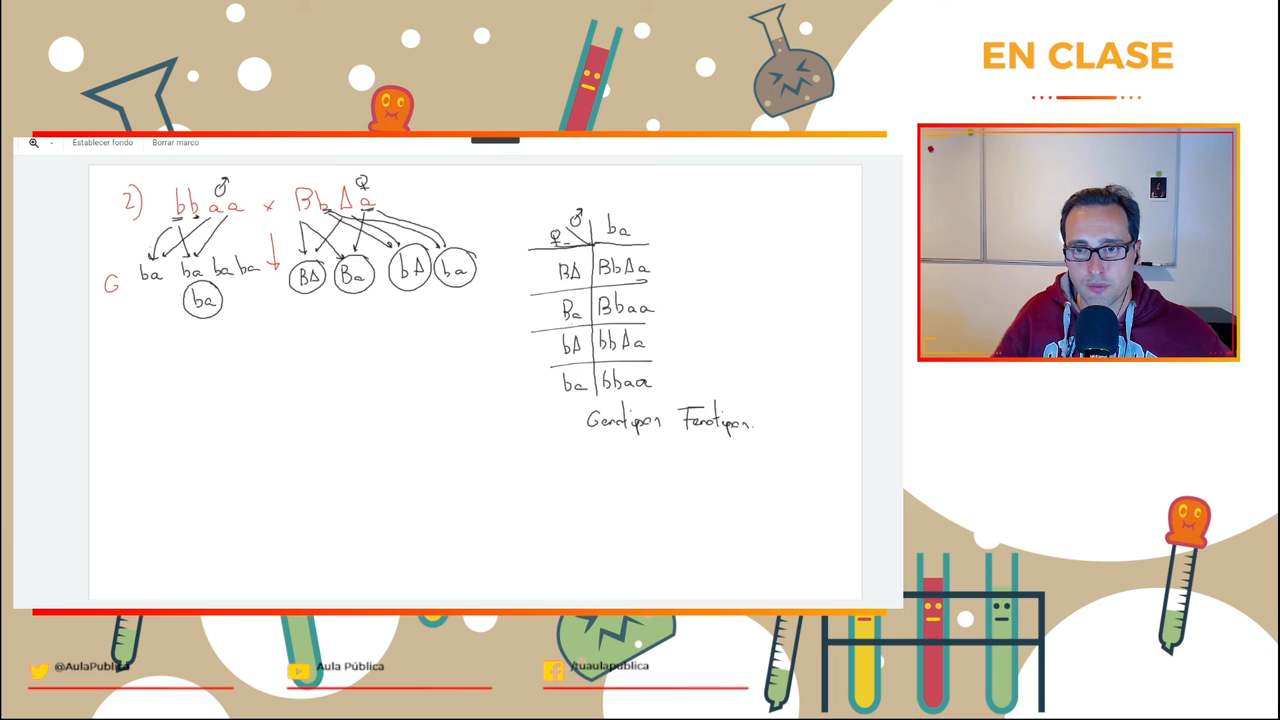 EN CLASE
Establecer fondo Borrar marco
♂ ♀
2) bbaa x BbAa
G ba ba ba ba BA Ba bA ba
ba
♂
♀ ba
BA BbAa
Ba Bbaa
bA bbAa
ba bbaa
Genotipos Fenotipos.
@AulaPublica Aula Pública /tuaulapublica